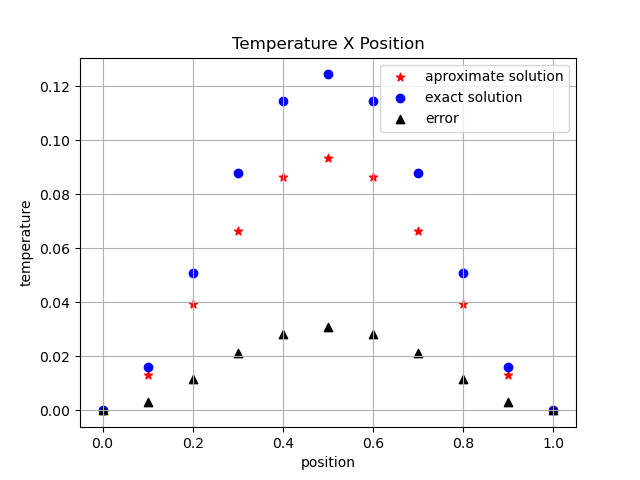 Temperature X Position
aproximate solution
exact solution
error
temperature
0.12
0.10
0.08
0.06
0.04
0.02
0.00
0.0
0.2
0.4
0.6
0.8
1.0
position